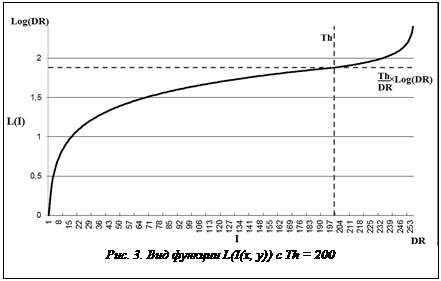 Log(DR)
Th
2
Th/DR<Log(DR)
1,5
L(I)
1
0,5
0
1 8 15 22 29 36 43 50 57 64 71 78 85 92 99 106 113 120 127 134 141 148 155 162 169 176 183 190 197 204 211 218 225 232 239 246 253
I
DR
Рис. 3. Вид функции L(I(x, y)) с Th = 200